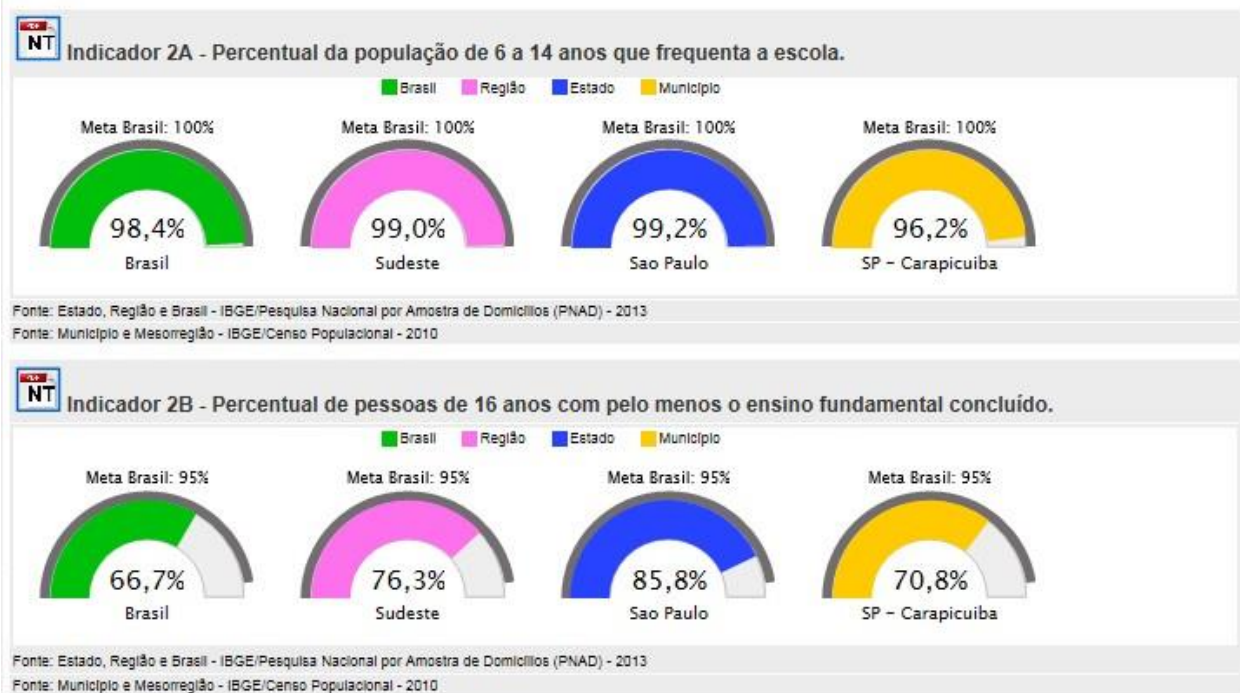 NT Indicador 2A - Percentual da população de 6 a 14 anos que frequenta a escola.
Brasil Região Estado Município
Meta Brasil: 100% Meta Brasil: 100% Meta Brasil: 100% Meta Brasil: 100%
98,4% 99,0% 99,2% 96,2%
Brasil Sudeste Sao Paulo SP - Carapicuiba
Fonte: Estado, Região e Brasil - IBGE/Pesquisa Nacional por Amostra de Domicílios (PNAD) - 2013
Fonte: Município e Mesorregião - IBGE/Censo Populacional - 2010
NT Indicador 2B - Percentual de pessoas de 16 anos com pelo menos o ensino fundamental concluído.
Brasil Região Estado Município
Meta Brasil: 95% Meta Brasil: 95% Meta Brasil: 95% Meta Brasil: 95%
66,7% 76,3% 85,8% 70,8%
Brasil Sudeste Sao Paulo SP - Carapicuiba
Fonte: Estado, Região e Brasil - IBGE/Pesquisa Nacional por Amostra de Domicílios (PNAD) - 2013
Fonte: Município e Mesorregião - IBGE/Censo Populacional - 2010